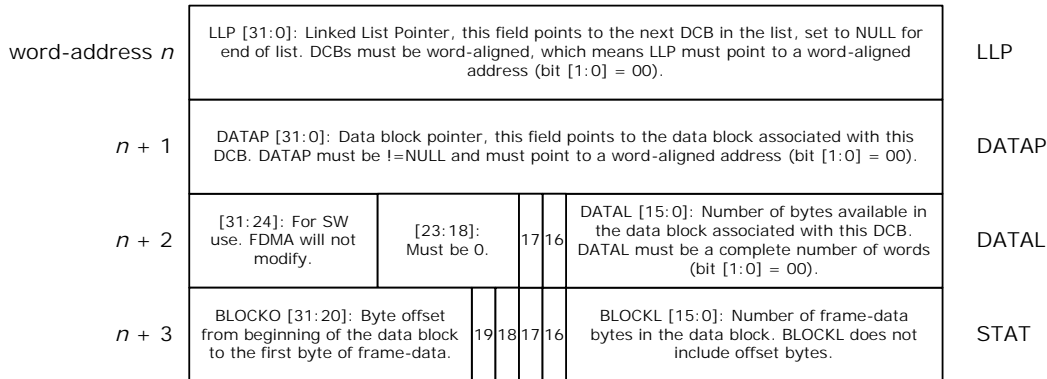 LLP [31:0]: Linked List Pointer, this field points to the next DCB in the list, set to NULL for
end of list. DCBs must be word-aligned, which means LLP must point to a word-aligned
address (bit [1:0] = 00).
word-address n
LLP
DATAP [31:0]: Data block pointer, this field points to the data block associated with this
DCB. DATAP must be !=NULL and must point to a word-aligned address (bit [1:0] = 00).
n + 1
DATAP
n + 2
[31:24]: For SW
use. FDMA will not
modify.
[23:18]:
Must be 0.
17
16
DATAL [15:0]: Number of bytes available in
the data block associated with this DCB.
DATAL must be a complete number of words
(bit [1:0] = 00).
DATAL
n + 3
BLOCKO [31:20]: Byte offset
from beginning of the data block
to the first byte of frame-data.
19
18
17
16
BLOCKL [15:0]: Number of frame-data
bytes in the data block. BLOCKL does not
include offset bytes.
STAT